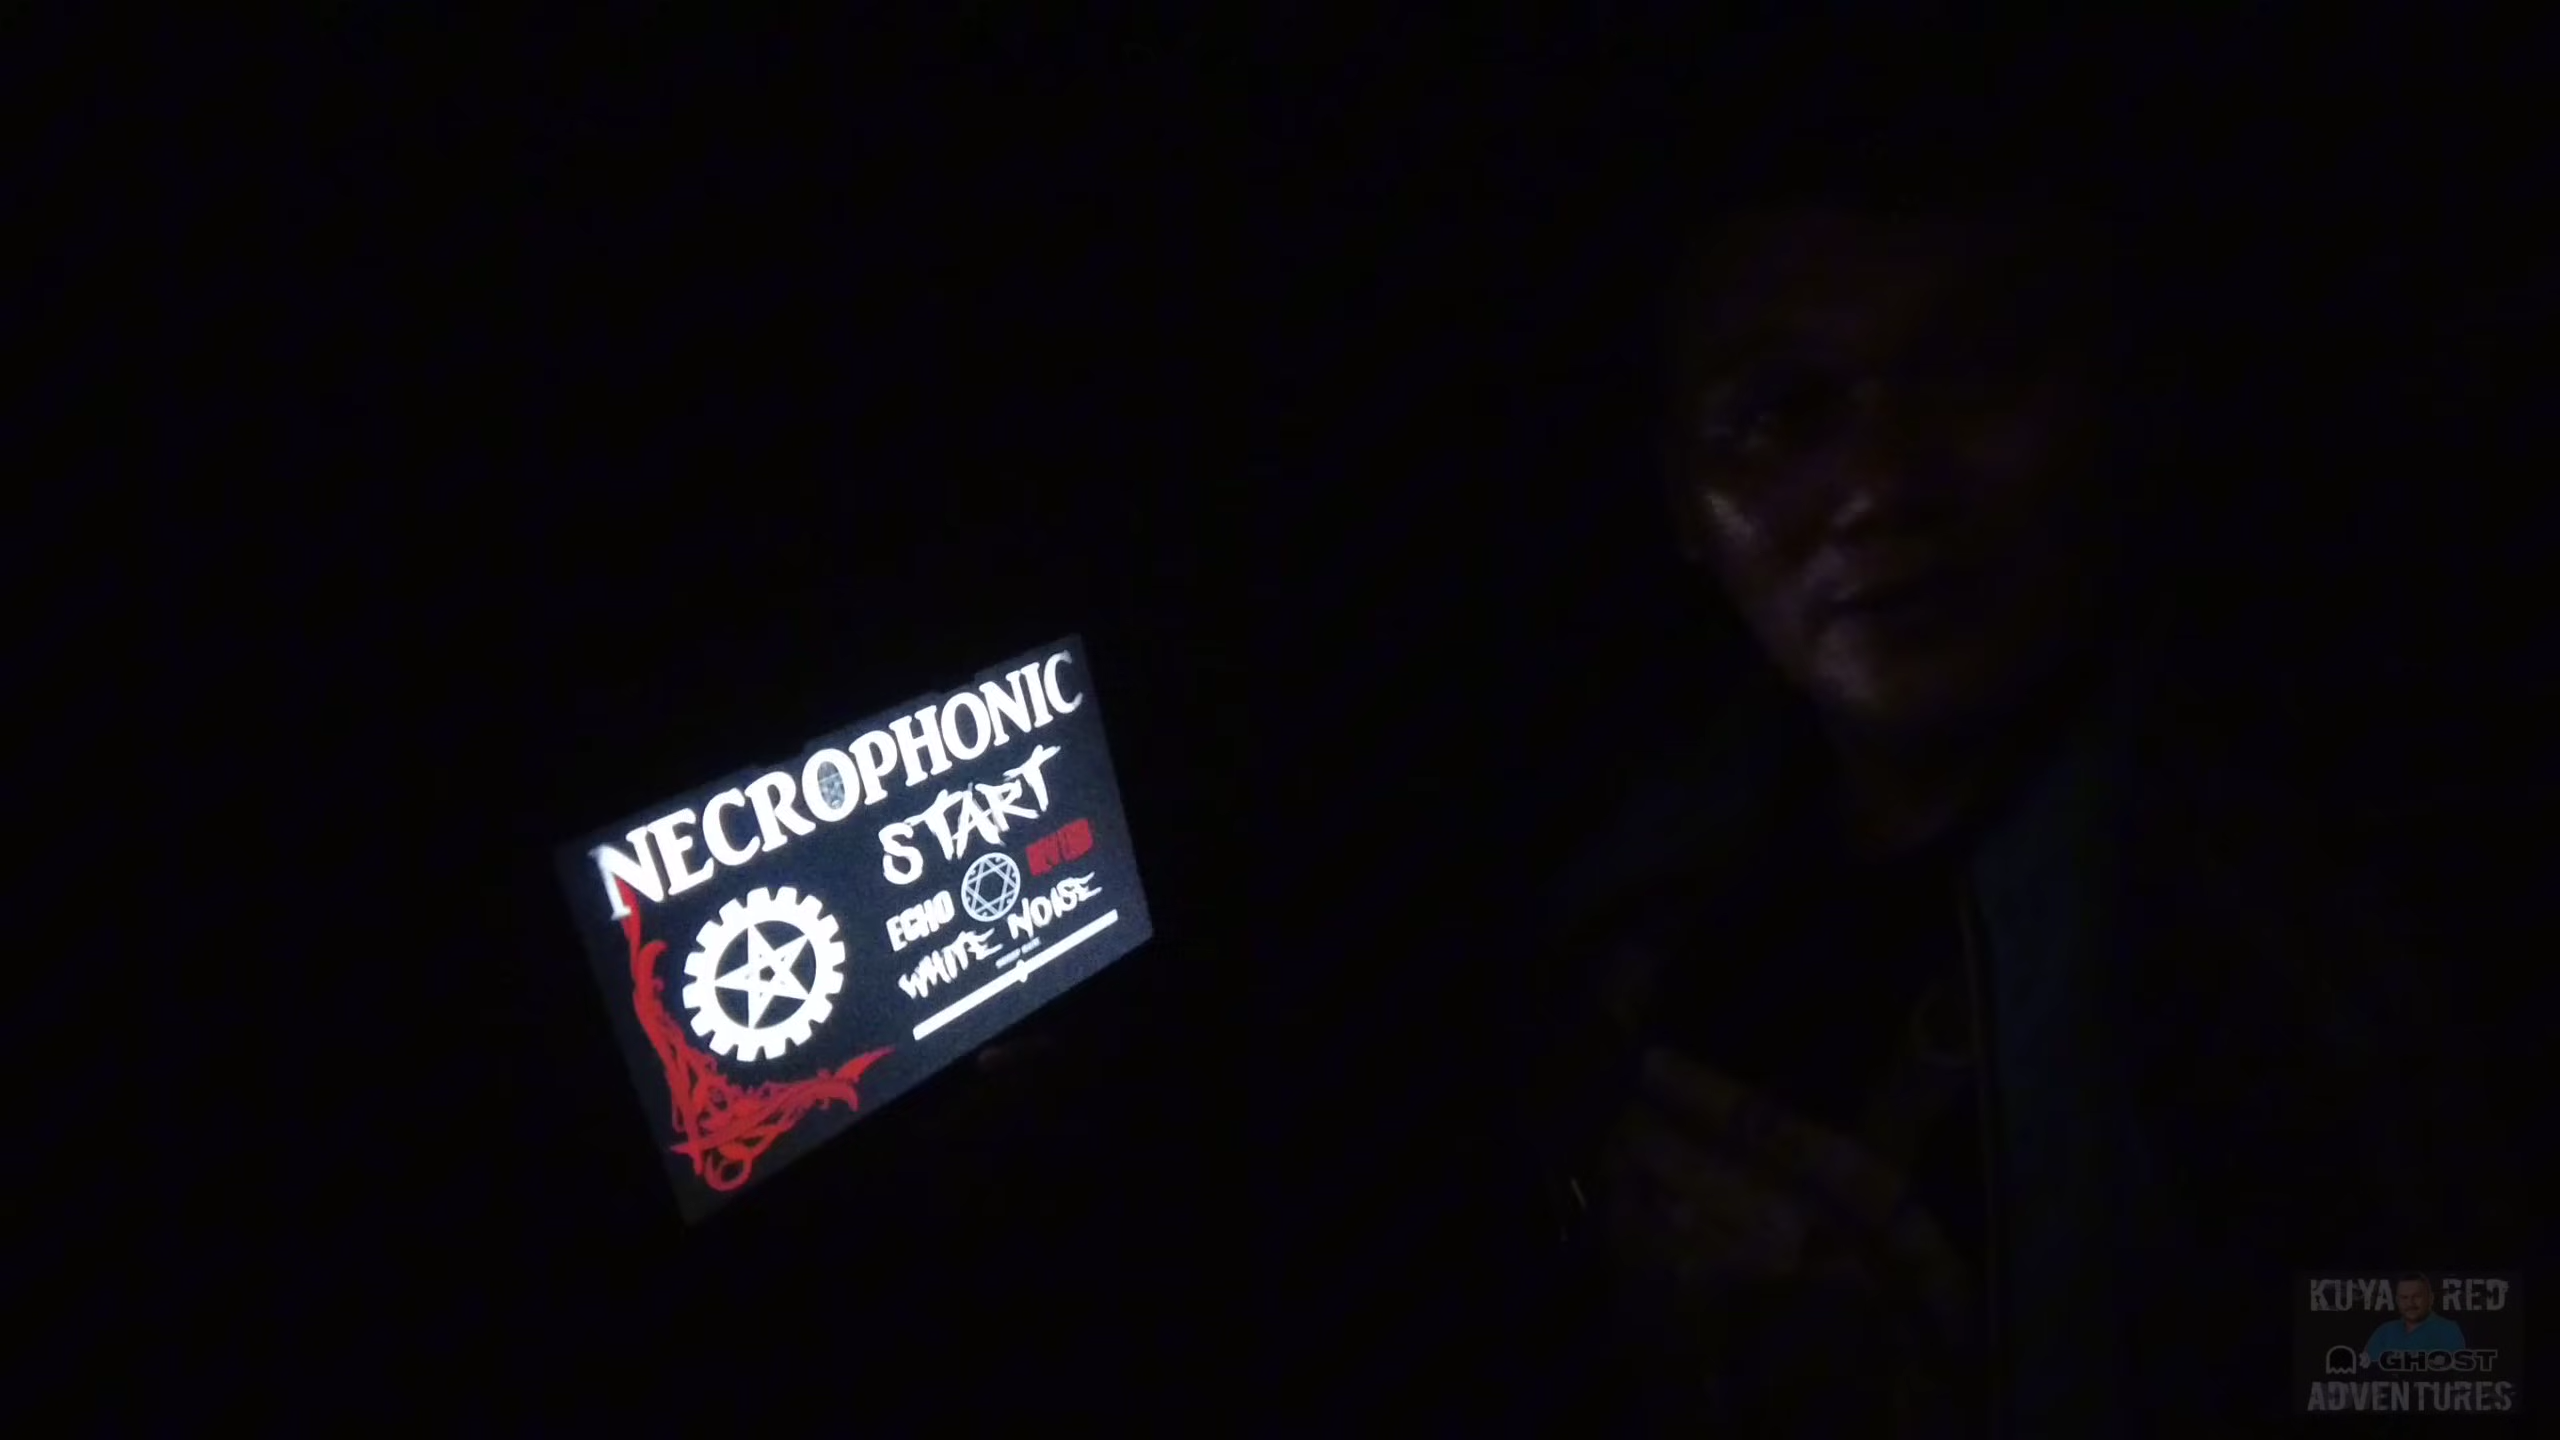 NECROPHONIC
START
ECHO
WHITE NOISE
KUYA RED
GHOST
ADVENTURES